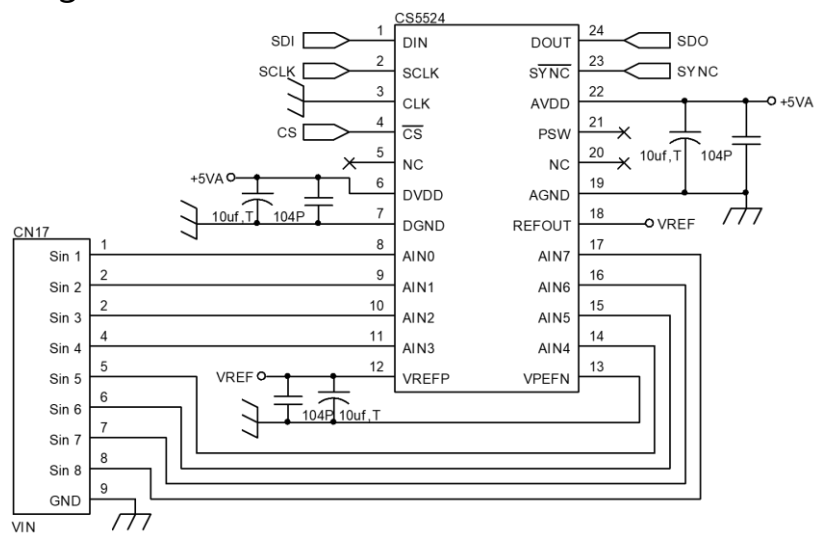 CS5524
SDI 1 DIN DOUT 24 SDO
SCLK 2 SCLK SYNC 23 SYNC
3 CLK AVDD 22 +5VA
CS 4 CS PSW 21
10uf,T 104P
5 NC NC 20
+5VA 6 DVDD AGND 19
10uf,T 104P
7 DGND REFOUT 18 VREF
CN17
Sin 1 1 8 AIN0 AIN7 17
Sin 2 2 9 AIN1 AIN6 16
Sin 3 2 10 AIN2 AIN5 15
Sin 4 4 11 AIN3 AIN4 14
Sin 5 5 VREF 12 VREFP VPEFN 13
Sin 6 6 104P 10uf,T
Sin 7 7
Sin 8 8
GND 9
VIN